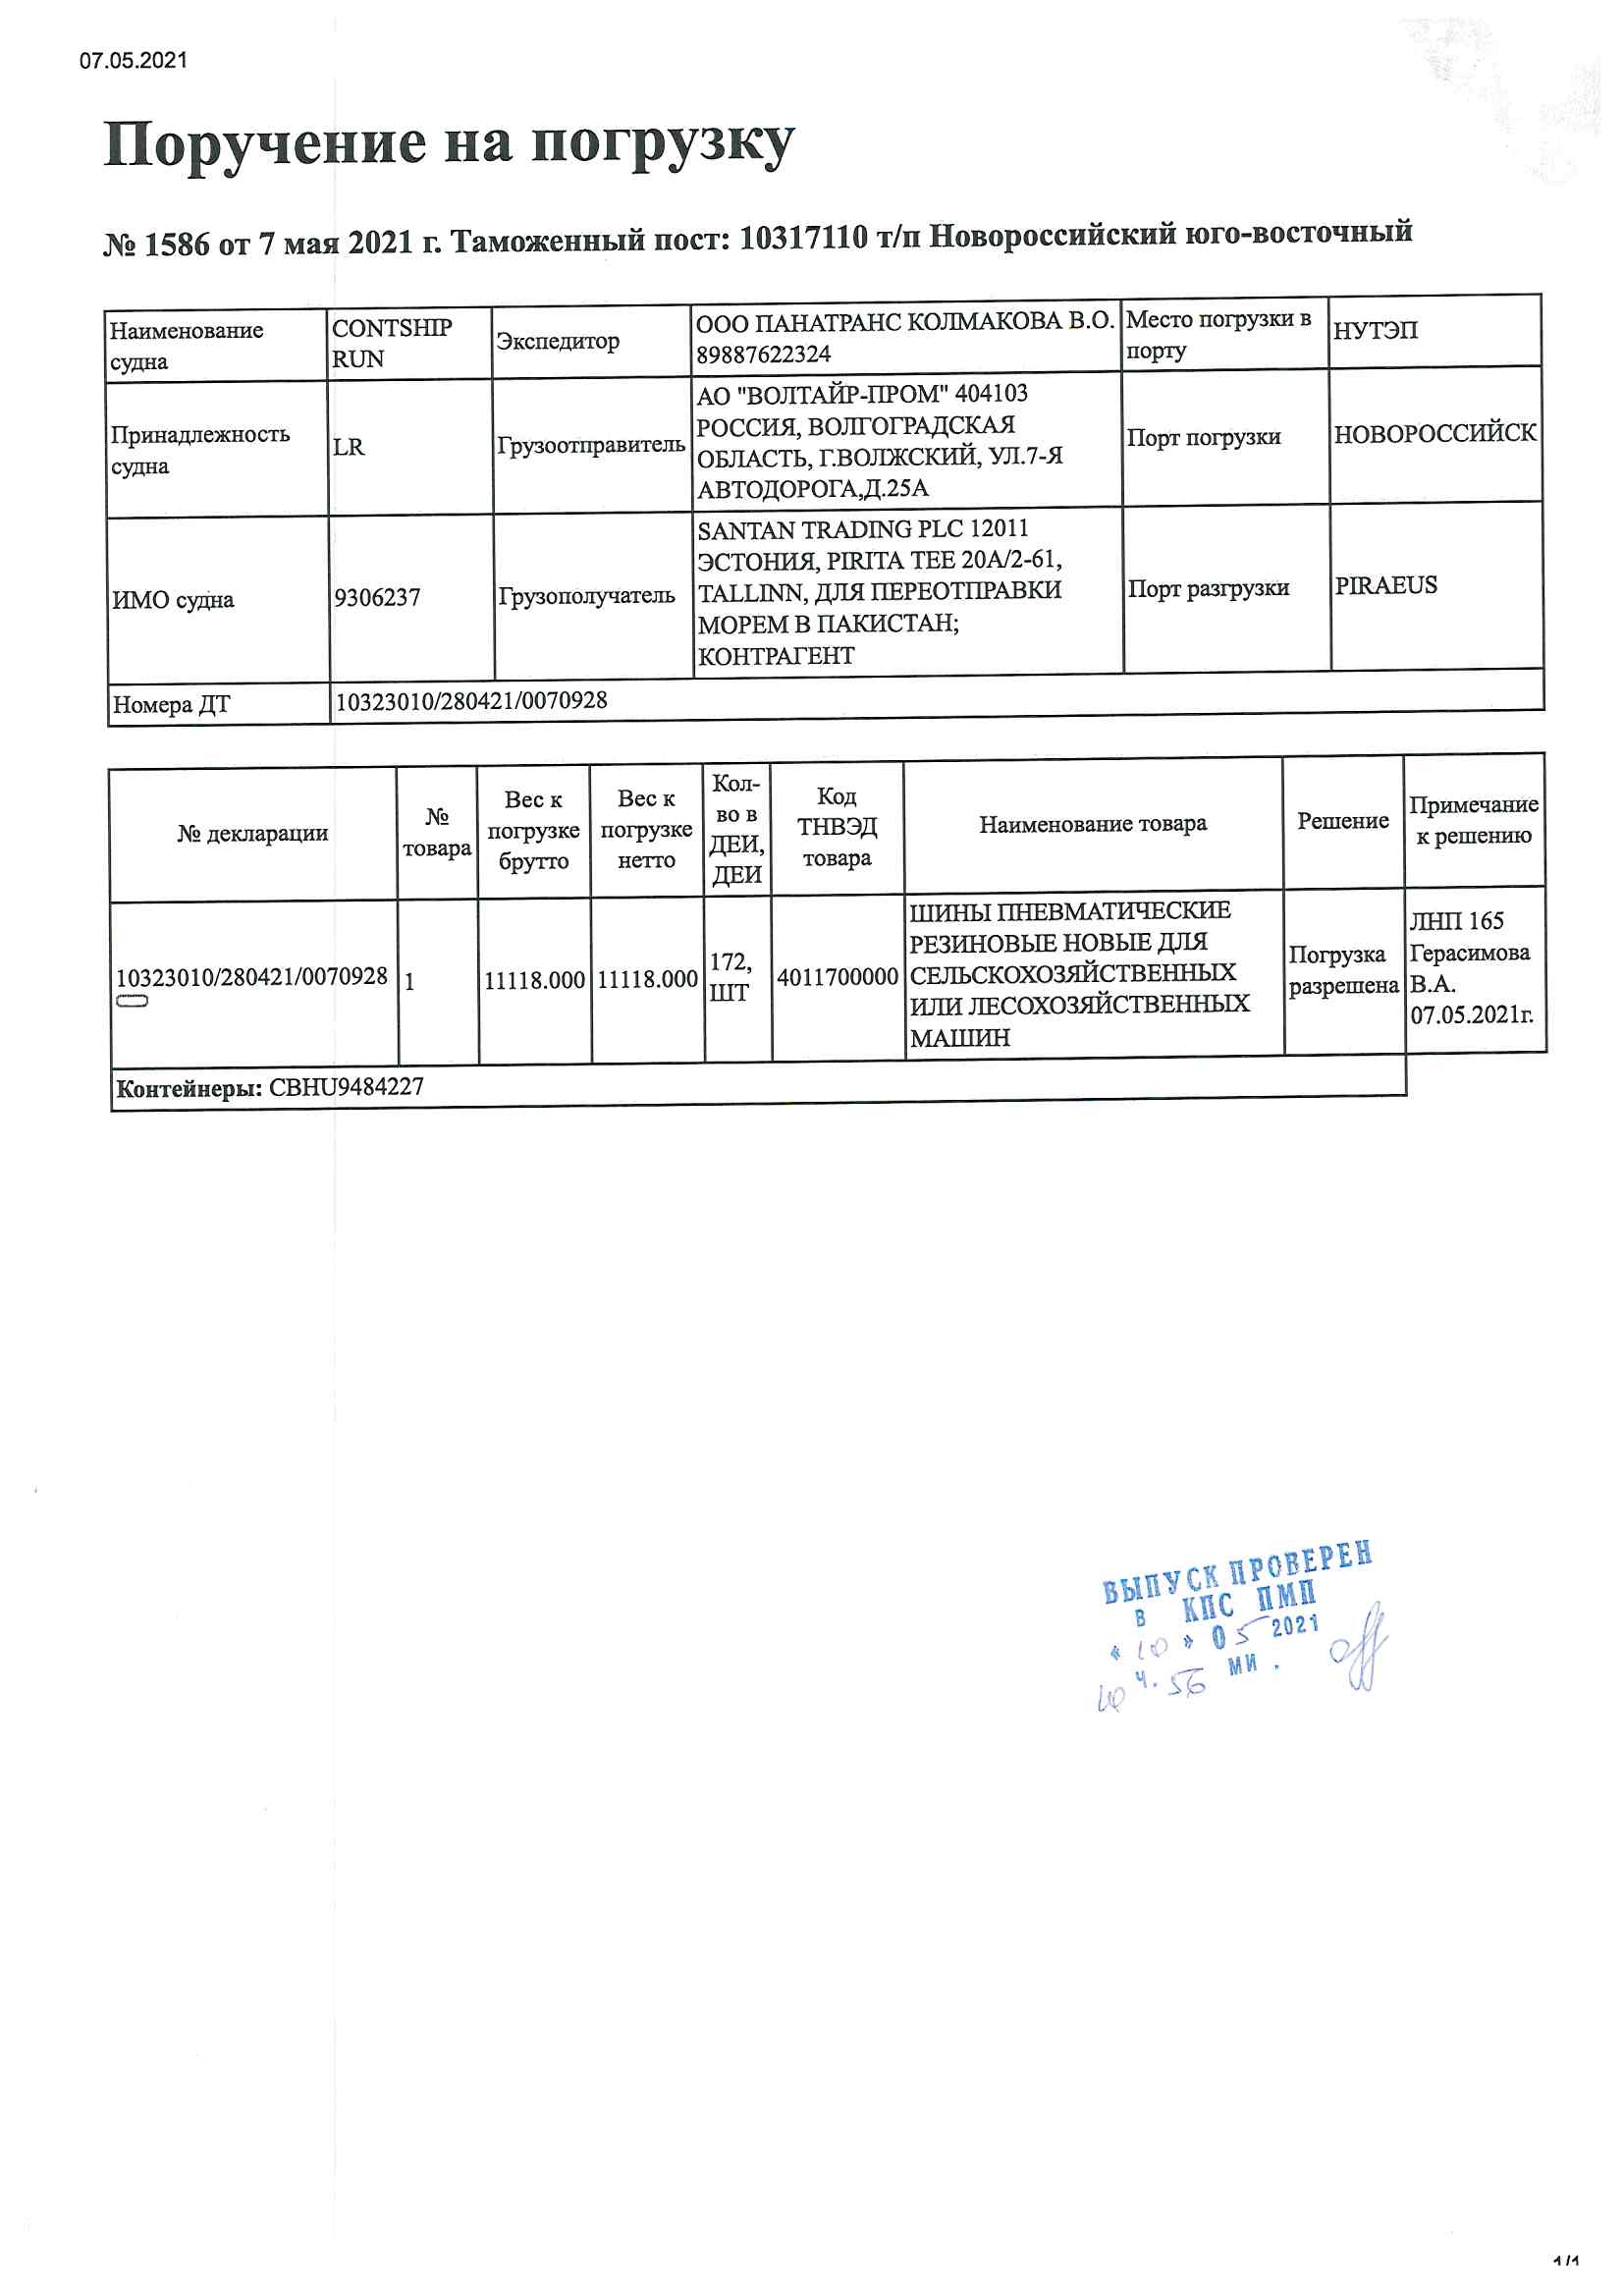 07.05.2021
Поручение на погрузку
№ 1586 от 7 мая 2021 г. Таможенный пост: 10317110 т/п Новороссийский юго-восточный
Наименование
судна
CONTSHIP
RUN
Экспедитор
ООО ПАНАТРАНС КОЛМАКОВА В.О.
89887622324
Место погрузки в
порту
НУТЭП
Принадлежность
судна
LR
Грузоотправитель
АО "ВОЛТАЙР-ПРОМ" 404103
РОССИЯ, ВОЛГОГРАДСКАЯ
ОБЛАСТЬ, Г.ВОЛЖСКИЙ, УЛ.7-Я
АВТОДОРОГА,Д.25А
Порт погрузки
НОВОРОССИЙСК
ИМО судна
9306237
Грузополучатель
SANTAN TRADING PLC 12011
ЭСТОНИЯ, PIRITA TEE 20A/2-61,
TALLINN, ДЛЯ ПЕРЕОТПРАВКИ
МОРЕМ В ПАКИСТАН;
КОНТРАГЕНТ
Порт разгрузки
PIRAEUS
Номера ДТ
10323010/280421/0070928
№ декларации
№
товара
Вес к
погрузке
брутто
Вес к
погрузке
нетто
Кол-
во в
ДЕИ,
ДЕИ
Код
ТНВЭД
товара
Наименование товара
Решение
Примечание
к решению
10323010/280421/0070928
1
11118.000
11118.000
172,
ШТ
4011700000
ШИНЫ ПНЕВМАТИЧЕСКИЕ
РЕЗИНОВЫЕ НОВЫЕ ДЛЯ
СЕЛЬСКОХОЗЯЙСТВЕННЫХ
ИЛИ ЛЕСОХОЗЯЙСТВЕННЫХ
МАШИН
Погрузка
разрешена
ЛНП 165
Герасимова
В.А.
07.05.2021г.
Контейнеры: CBHU9484227
ВЫПУСК ПРОВЕРЕН
В КПС ПМП
« 10 » 05 2021
10 ч. 56 МИ .
1/1